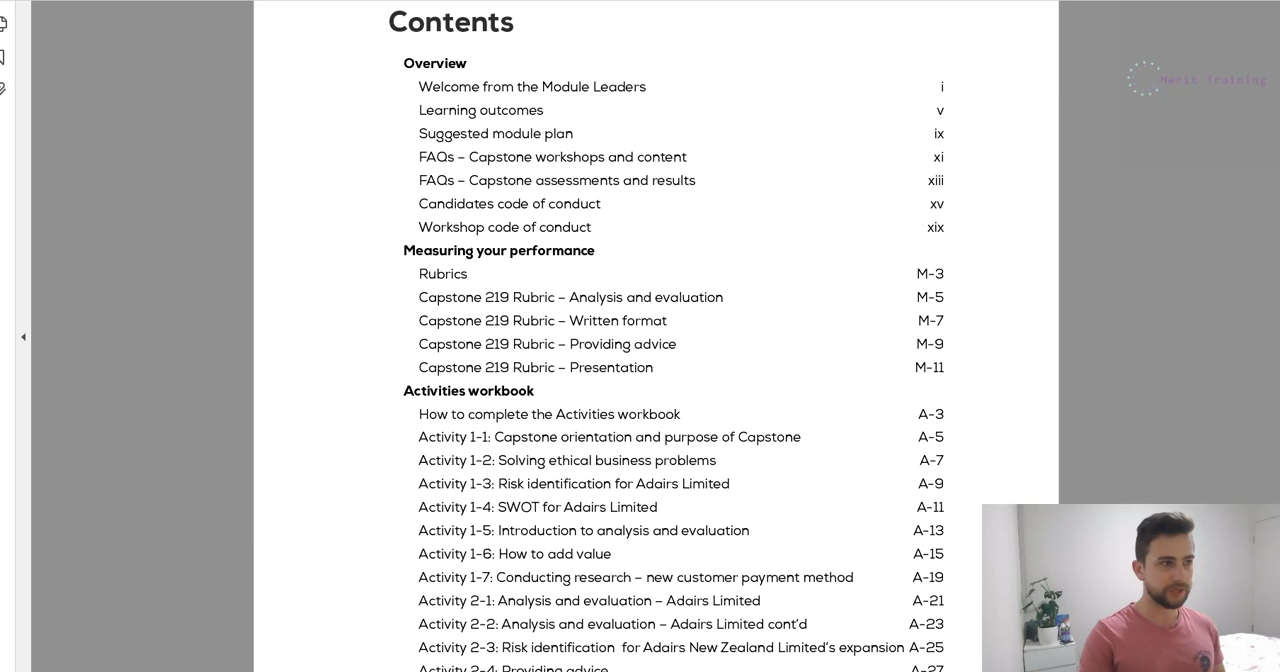 Contents
Merit Training
Overview
Welcome from the Module Leaders i
Learning outcomes v
Suggested module plan ix
FAQs – Capstone workshops and content xi
FAQs – Capstone assessments and results xiii
Candidates code of conduct xv
Workshop code of conduct xix
Measuring your performance
Rubrics M-3
Capstone 219 Rubric – Analysis and evaluation M-5
Capstone 219 Rubric – Written format M-7
Capstone 219 Rubric – Providing advice M-9
Capstone 219 Rubric – Presentation M-11
Activities workbook
How to complete the Activities workbook A-3
Activity 1-1: Capstone orientation and purpose of Capstone A-5
Activity 1-2: Solving ethical business problems A-7
Activity 1-3: Risk identification for Adairs Limited A-9
Activity 1-4: SWOT for Adairs Limited A-11
Activity 1-5: Introduction to analysis and evaluation A-13
Activity 1-6: How to add value A-15
Activity 1-7: Conducting research – new customer payment method A-19
Activity 2-1: Analysis and evaluation – Adairs Limited A-21
Activity 2-2: Analysis and evaluation – Adairs Limited cont'd A-23
Activity 2-3: Risk identification for Adairs New Zealand Limited's expansion A-25
Activity 2-4: Providing advice A-27